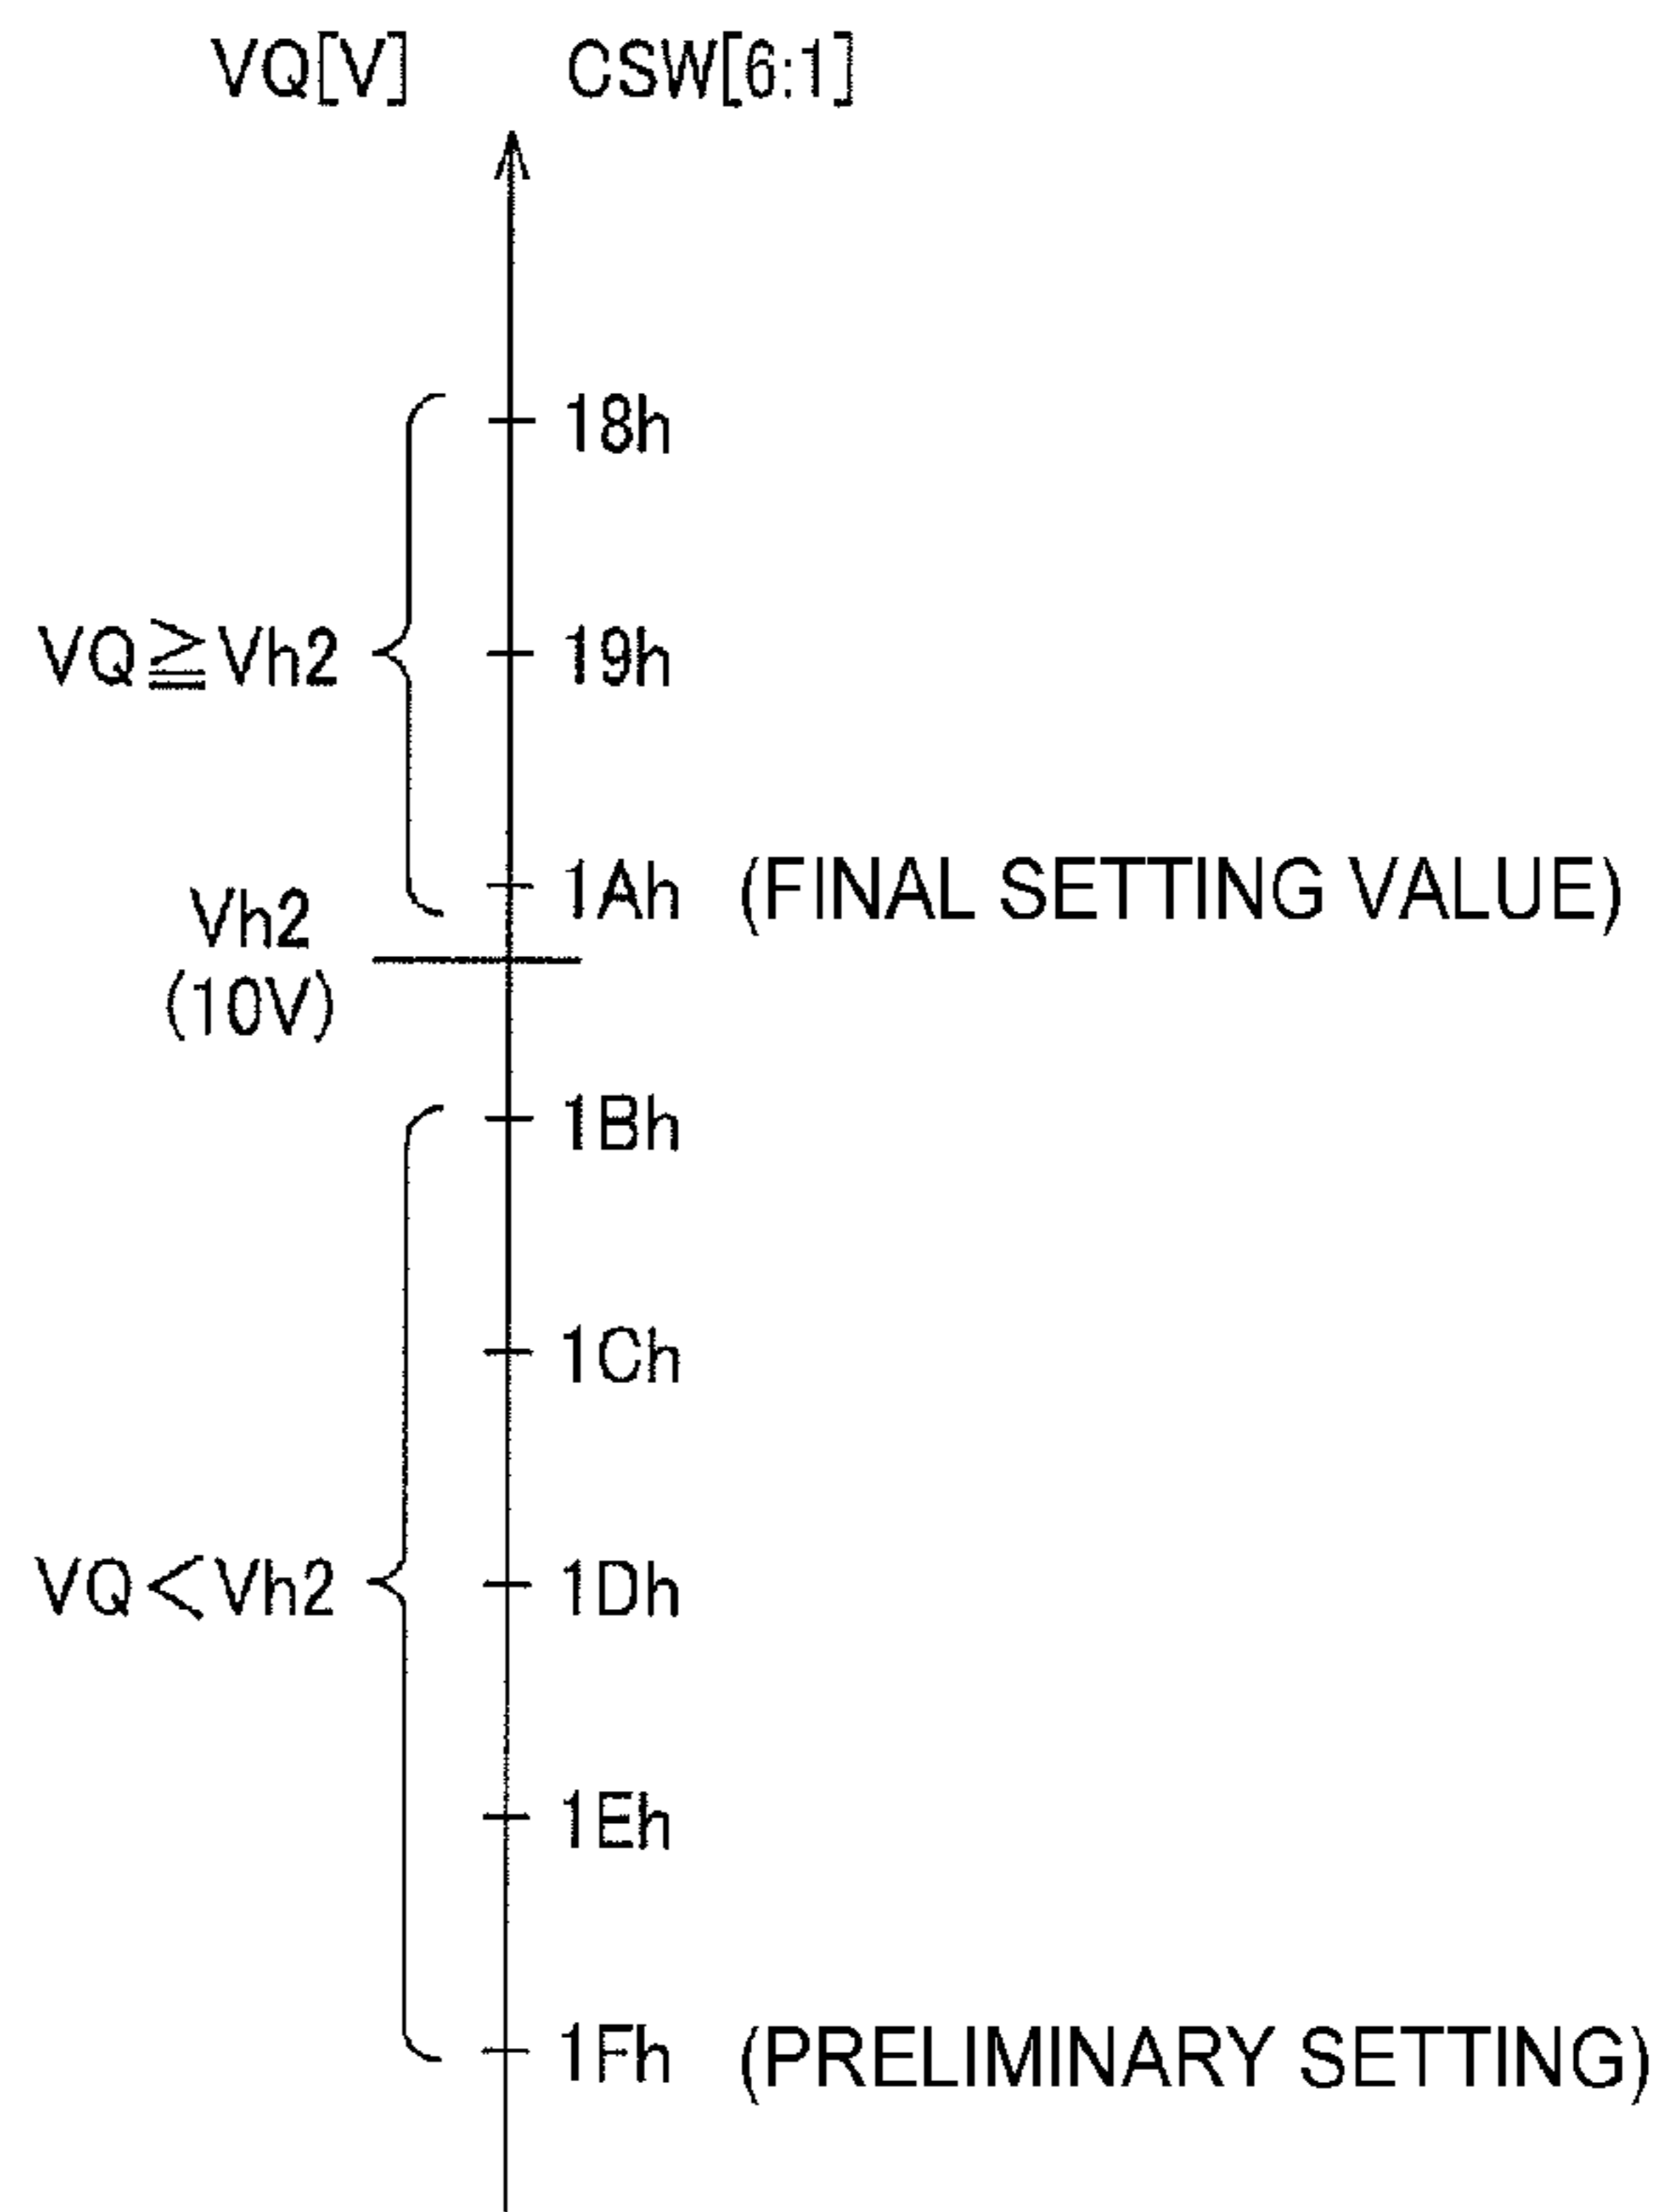 VQ[V] CSW[6:1]
18h
VQ≧Vh2 19h
1Ah (FINAL SETTING VALUE)
Vh2
(10V)
1Bh
1Ch
VQ<Vh2 1Dh
1Eh
1Fh (PRELIMINARY SETTING)